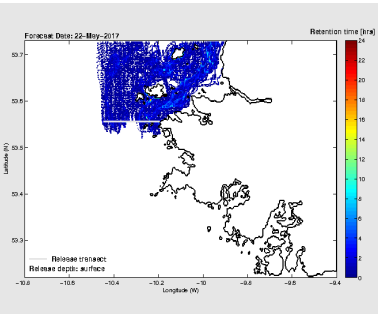 Forecast Date: 22-May-2017
Retention time [hrs]
24
22
20
18
16
14
12
10
8
6
4
2
0
53.7
53.6
53.5
53.4
53.3
Latitude (N)
Release transect
Release depth: surface
-10.8 -10.6 -10.4 -10.2 -10 -9.8 -9.6 -9.4
Longitude (W)